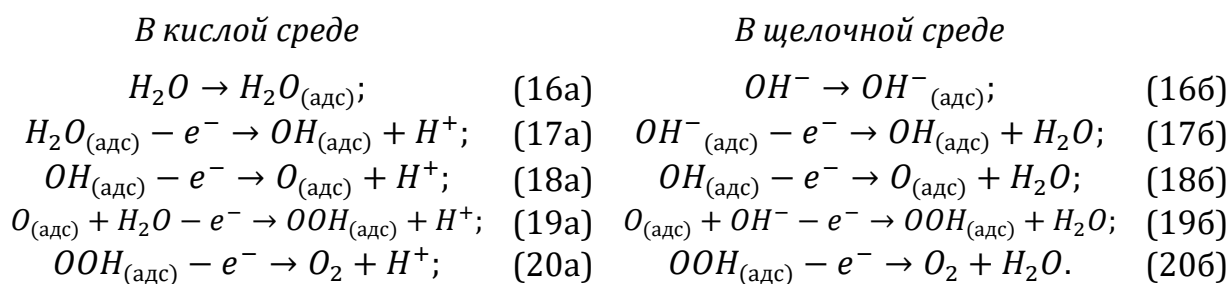 В кислой среде В щелочной среде
H₂O → H₂O₍адс₎; (16а) OH⁻ → OH⁻₍адс₎; (16б)
H₂O₍адс₎ − e⁻ → OH₍адс₎ + H⁺; (17а) OH⁻₍адс₎ − e⁻ → OH₍адс₎ + H₂O; (17б)
OH₍адс₎ − e⁻ → O₍адс₎ + H⁺; (18а) OH₍адс₎ − e⁻ → O₍адс₎ + H₂O; (18б)
O₍адс₎ + H₂O − e⁻ → OOH₍адс₎ + H⁺; (19а) O₍адс₎ + OH⁻ − e⁻ → OOH₍адс₎ + H₂O; (19б)
OOH₍адс₎ − e⁻ → O₂ + H⁺; (20а) OOH₍адс₎ − e⁻ → O₂ + H₂O. (20б)